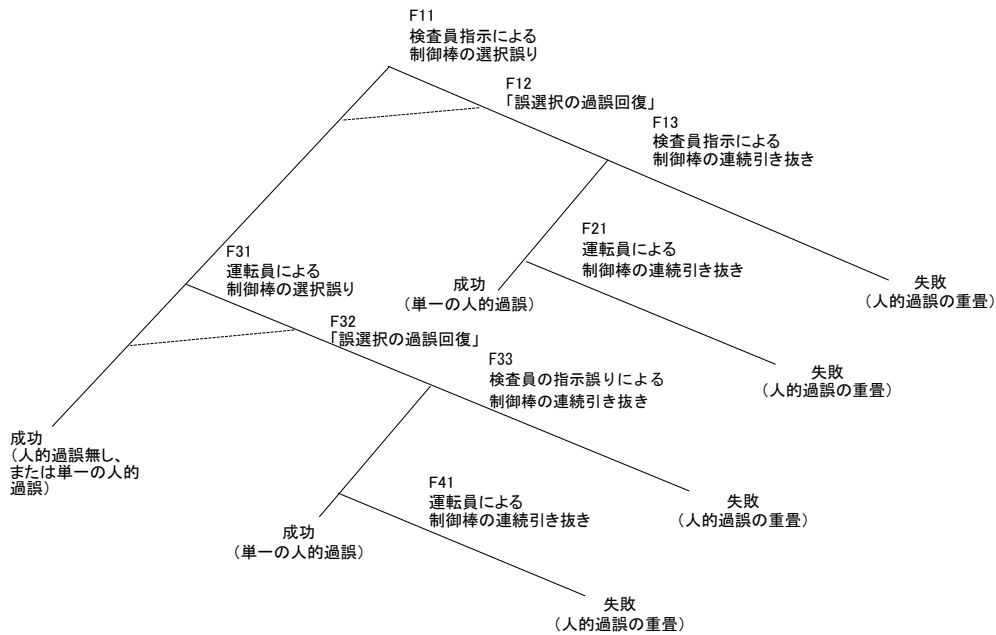 F11
検査員指示による
制御棒の選択誤り
F12
「誤選択の過誤回復」
F13
検査員指示による
制御棒の連続引き抜き
F21
運転員による
制御棒の連続引き抜き
F31
運転員による
制御棒の選択誤り
成功
（単一の人的過誤）
失敗
（人的過誤の重畳）
F32
「誤選択の過誤回復」
F33
検査員の指示誤りによる
制御棒の連続引き抜き
失敗
（人的過誤の重畳）
成功
（人的過誤無し、
または単一の人的
過誤）
F41
運転員による
制御棒の連続引き抜き
失敗
（人的過誤の重畳）
成功
（単一の人的過誤）
失敗
（人的過誤の重畳）